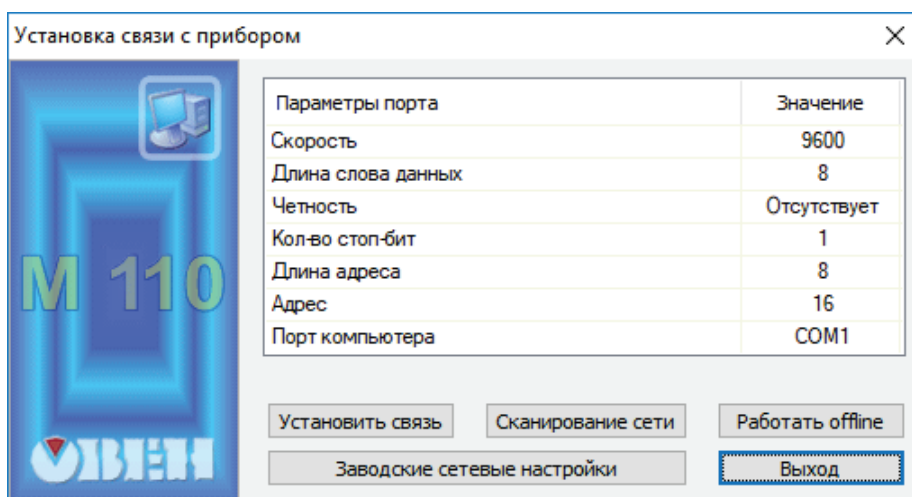 Установка связи с прибором
М 110
ОВЕН
Параметры порта Значение
Скорость 9600
Длина слова данных 8
Четность Отсутствует
Кол-во стоп-бит 1
Длина адреса 8
Адрес 16
Порт компьютера COM1
Установить связь Сканирование сети Работать offline
Заводские сетевые настройки Выход